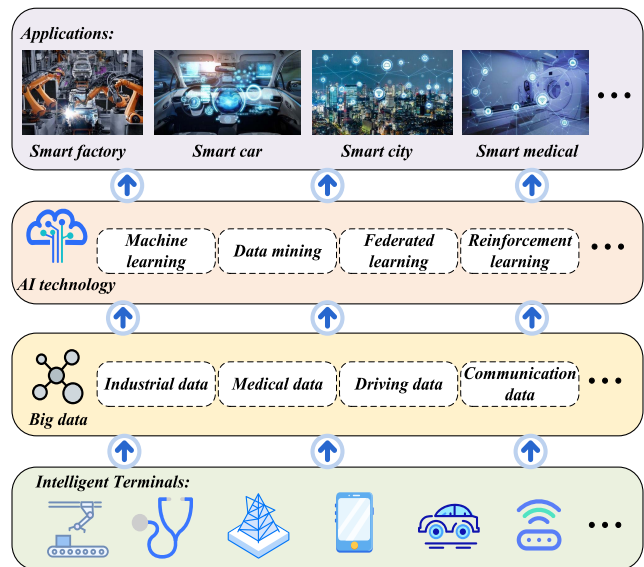 Applications:
Smart factory
Smart car
Smart city
Smart medical
Machine
learning
Data mining
Federated
learning
Reinforcement
learning
AI technology
Industrial data
Medical data
Driving data
Communication
data
Big data
Intelligent Terminals: